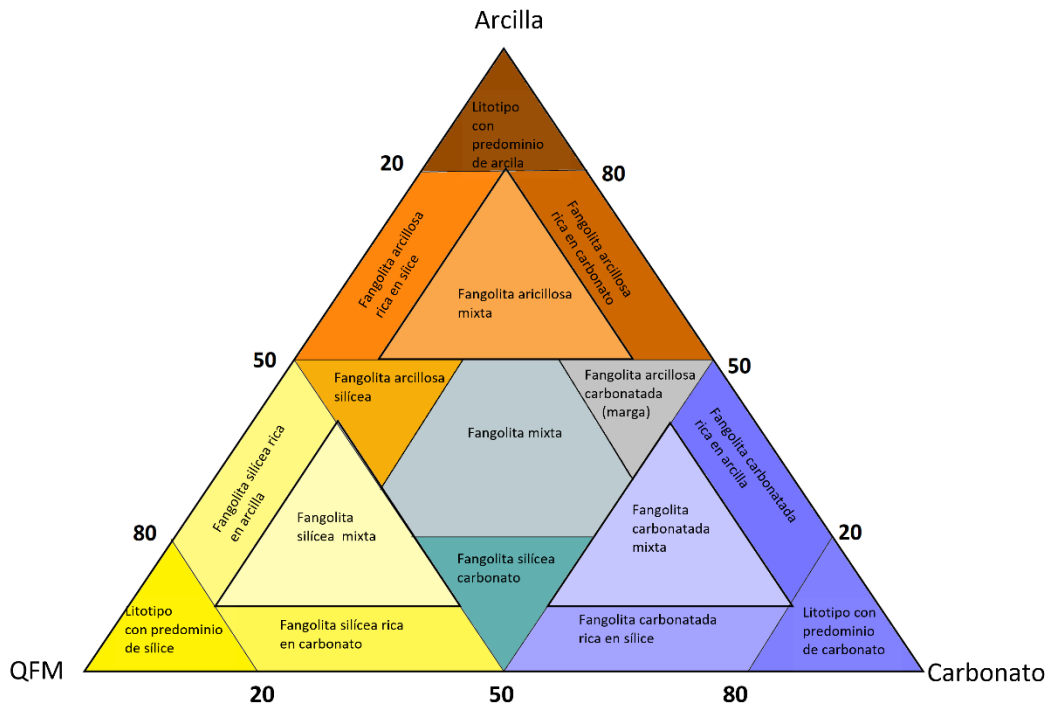 Arcilla
Litotipo
con
predominio
de arcila
20
80
Fangolita arcillosa
rica en síice
Fangolita arcillosa
rica en carbonato
Fangolita aricillosa
mixta
50
50
Fangolita arcillosa
silícea
Fangolita arcillosa
carbonatada
(marga)
Fangolita mixta
Fangolita silícea rica
en arcilla
Fangolita carbonatada
rica en arcilla
Fangolita
silícea mixta
Fangolita
carbonatada
mixta
80
20
Fangolita silícea
carbonato
Litotipo
con predominio
de sílice
Fangolita silícea rica
en carbonato
Fangolita carbonatada
rica en sílice
Litotipo con
predominio
de carbonato
QFM
Carbonato
20
50
80